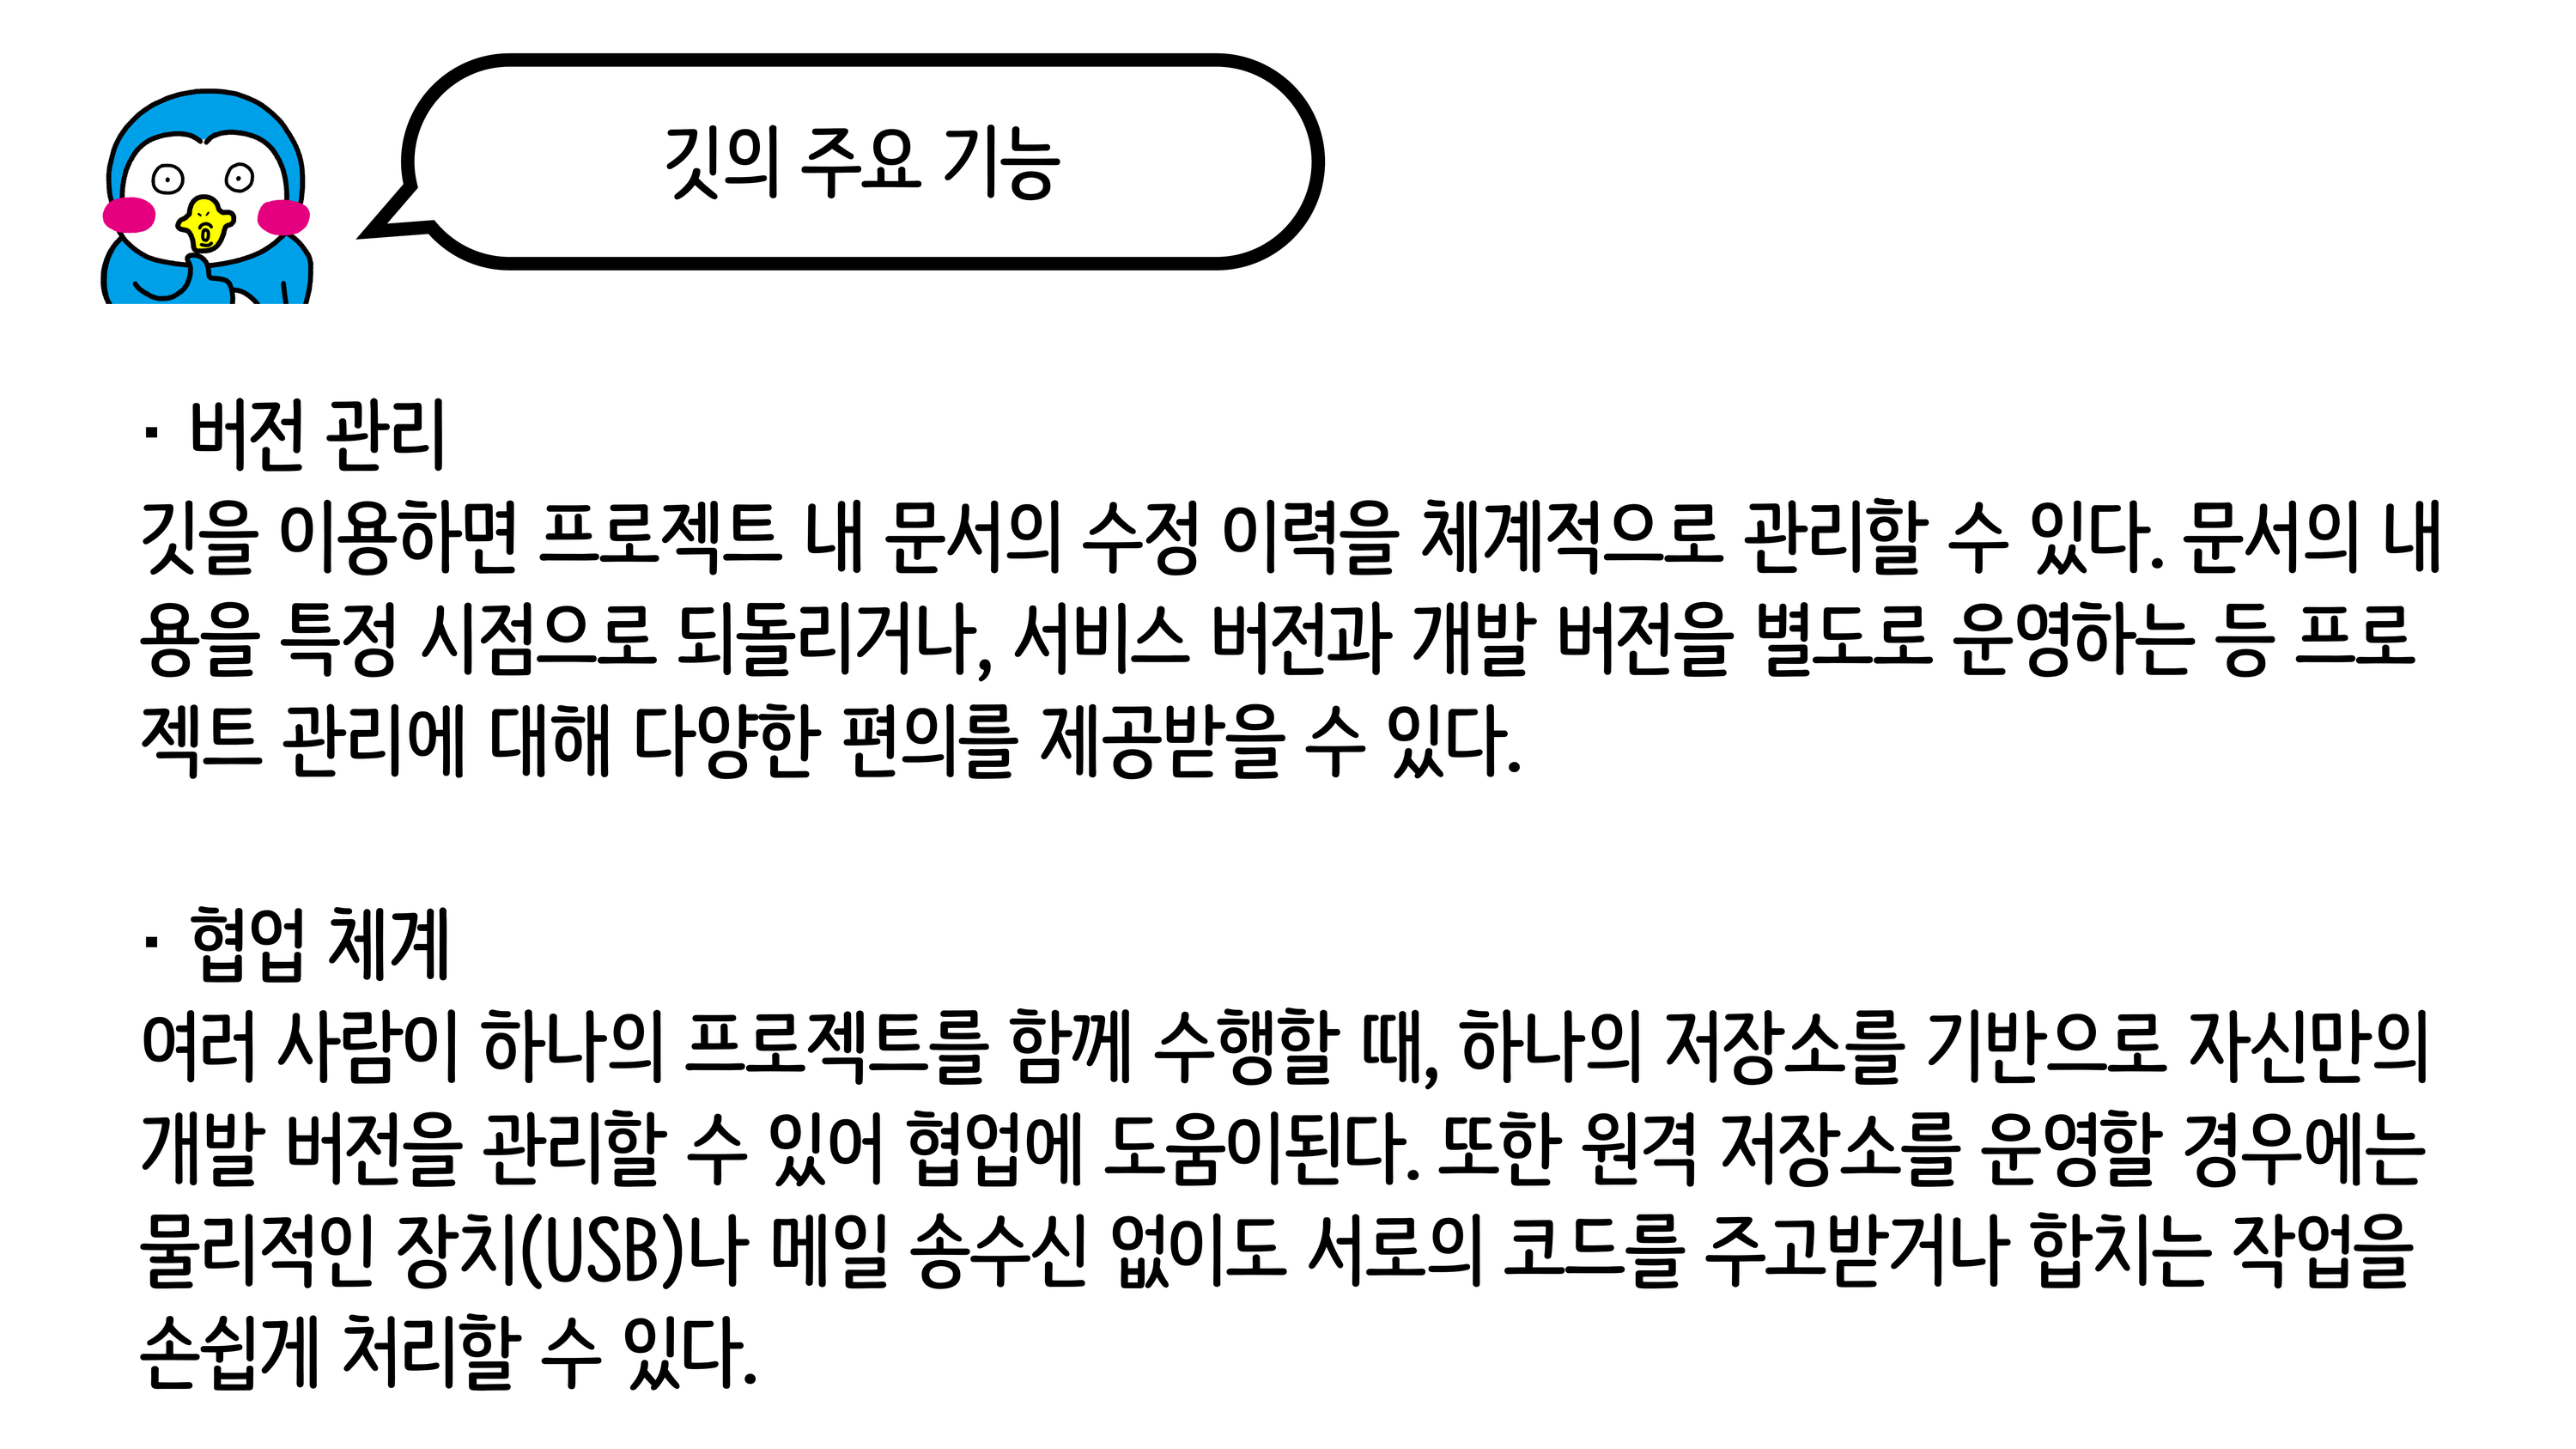 깃의 주요 기능
· 버전 관리
깃을 이용하면 프로젝트 내 문서의 수정 이력을 체계적으로 관리할 수 있다. 문서의 내
용을 특정 시점으로 되돌리거나, 서비스 버전과 개발 버전을 별도로 운영하는 등 프로
젝트 관리에 대해 다양한 편의를 제공받을 수 있다.
· 협업 체계
여러 사람이 하나의 프로젝트를 함께 수행할 때, 하나의 저장소를 기반으로 자신만의
개발 버전을 관리할 수 있어 협업에 도움이된다. 또한 원격 저장소를 운영할 경우에는
물리적인 장치(USB)나 메일 송수신 없이도 서로의 코드를 주고받거나 합치는 작업을
손쉽게 처리할 수 있다.